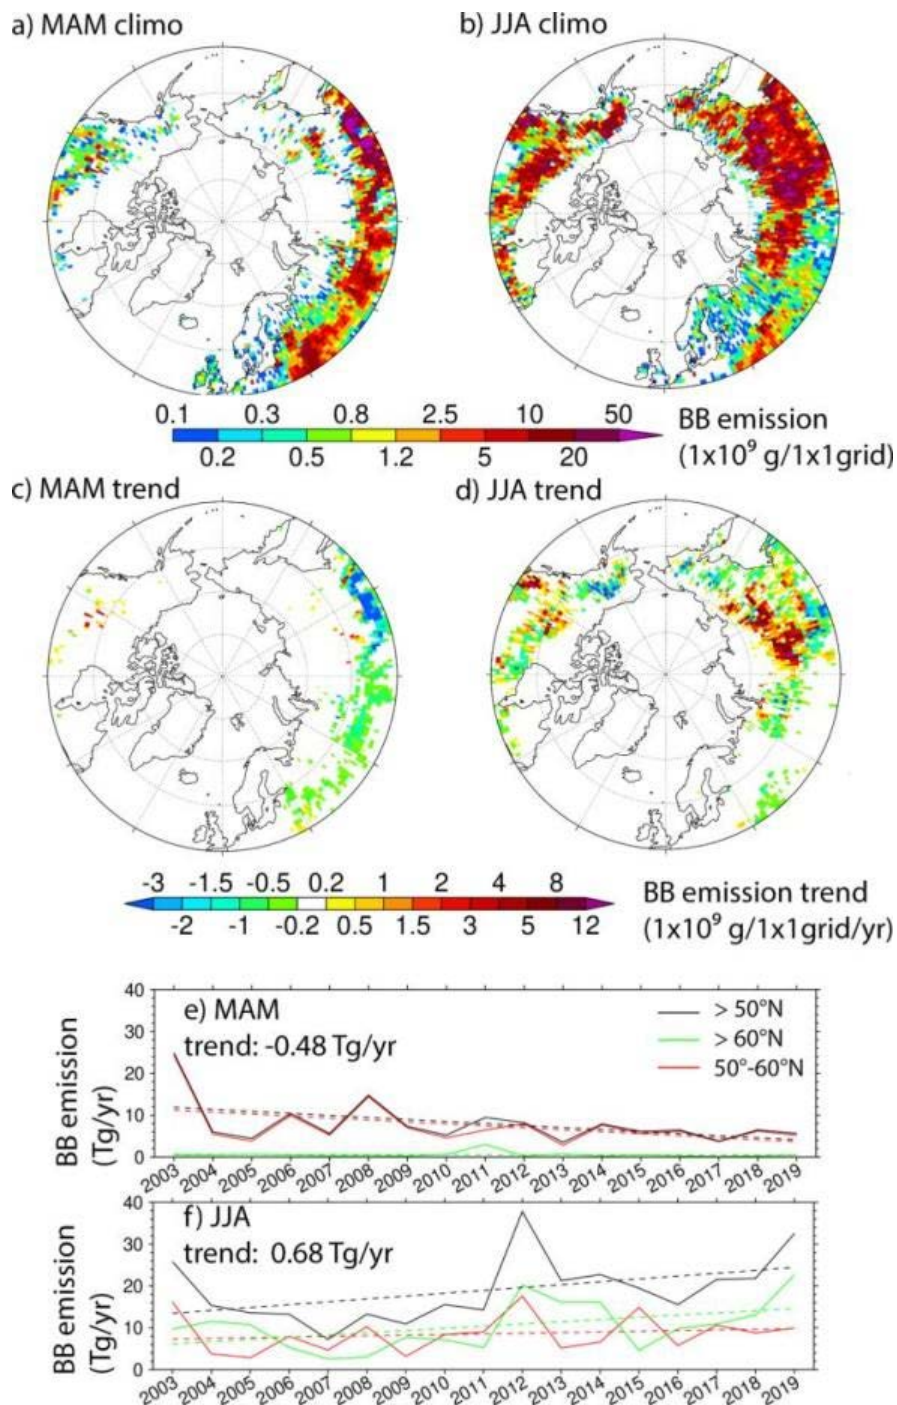 a) MAM climo
b) JJA climo
0.1 0.3 0.8 2.5 10 50
0.2 0.5 1.2 5 20
BB emission
(1x10⁹ g/1x1grid)
c) MAM trend
d) JJA trend
-3 -1.5 -0.5 0.2 1 2 4 8
-2 -1 -0.2 0.5 1.5 3 5 12
BB emission trend
(1x10⁹ g/1x1grid/yr)
BB emission
(Tg/yr)
40
30
20
10
0
e) MAM
trend: -0.48 Tg/yr
> 50°N
> 60°N
50°-60°N
2003 2004 2005 2006 2007 2008 2009 2010 2011 2012 2013 2014 2015 2016 2017 2018 2019
BB emission
(Tg/yr)
40
30
20
10
0
f) JJA
trend: 0.68 Tg/yr
2003 2004 2005 2006 2007 2008 2009 2010 2011 2012 2013 2014 2015 2016 2017 2018 2019